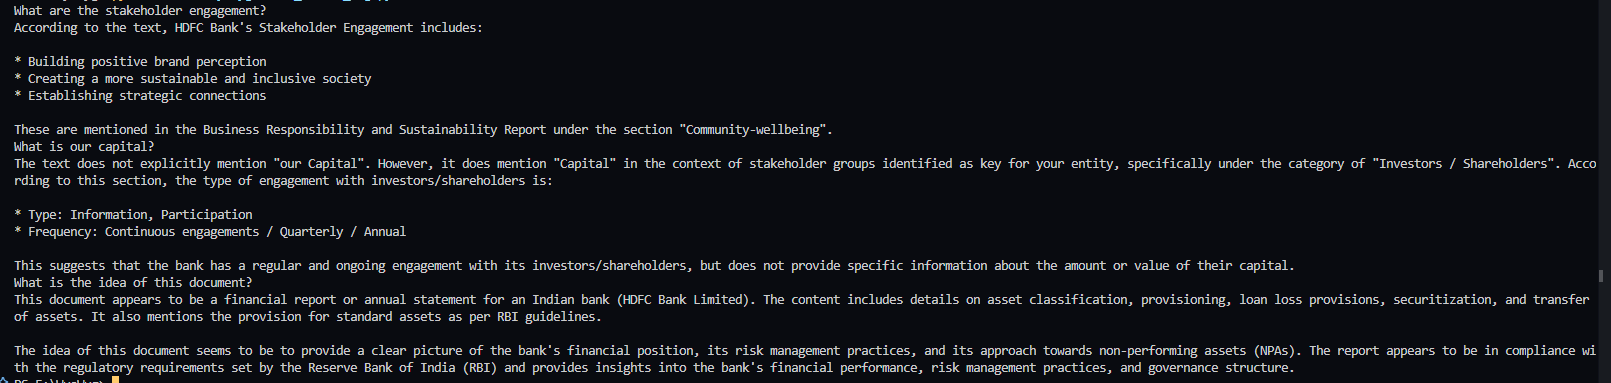 What are the stakeholder engagement?
According to the text, HDFC Bank's Stakeholder Engagement includes:
* Building positive brand perception
* Creating a more sustainable and inclusive society
* Establishing strategic connections
These are mentioned in the Business Responsibility and Sustainability Report under the section "Community-wellbeing".
What is our capital?
The text does not explicitly mention "our Capital". However, it does mention "Capital" in the context of stakeholder groups identified as key for your entity, specifically under the category of "Investors / Shareholders". Acco
rding to this section, the type of engagement with investors/shareholders is:
* Type: Information, Participation
* Frequency: Continuous engagements / Quarterly / Annual
This suggests that the bank has a regular and ongoing engagement with its investors/shareholders, but does not provide specific information about the amount or value of their capital.
What is the idea of this document?
This document appears to be a financial report or annual statement for an Indian bank (HDFC Bank Limited). The content includes details on asset classification, provisioning, loan loss provisions, securitization, and transfer
of assets. It also mentions the provision for standard assets as per RBI guidelines.
The idea of this document seems to be to provide a clear picture of the bank's financial position, its risk management practices, and its approach towards non-performing assets (NPAs). The report appears to be in compliance wi
th the regulatory requirements set by the Reserve Bank of India (RBI) and provides insights into the bank's financial performance, risk management practices, and governance structure.